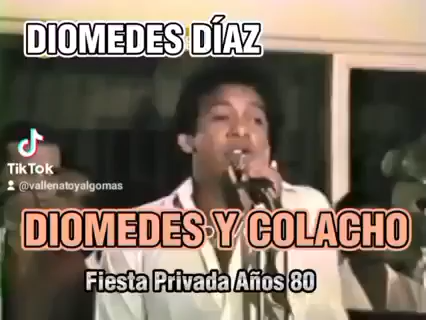 DIOMEDES DÍAZ
TikTok
@vallenatoyalgomas
DIOMEDES Y COLACHO
Fiesta Privada Años 80